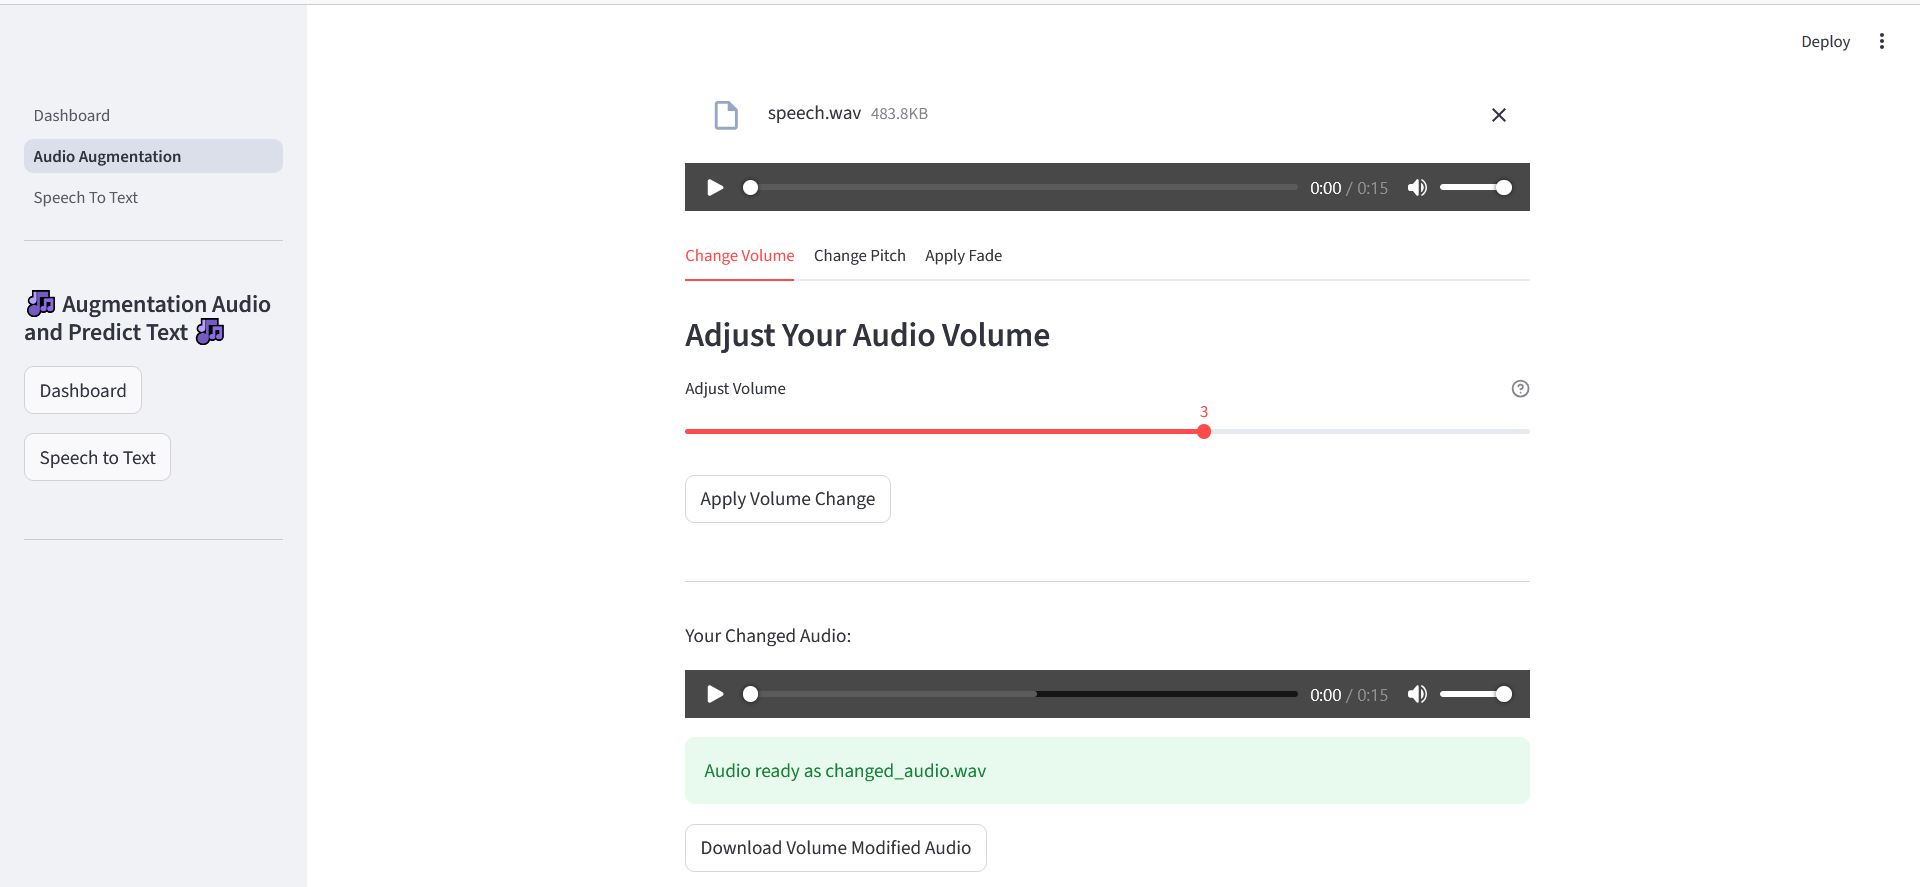 Deploy
Dashboard
Audio Augmentation
Speech To Text
Augmentation Audio
and Predict Text
Dashboard
Speech to Text
speech.wav 483.8KB
0:00 / 0:15
Change Volume Change Pitch Apply Fade
Adjust Your Audio Volume
Adjust Volume
3
Apply Volume Change
Your Changed Audio:
0:00 / 0:15
Audio ready as changed_audio.wav
Download Volume Modified Audio